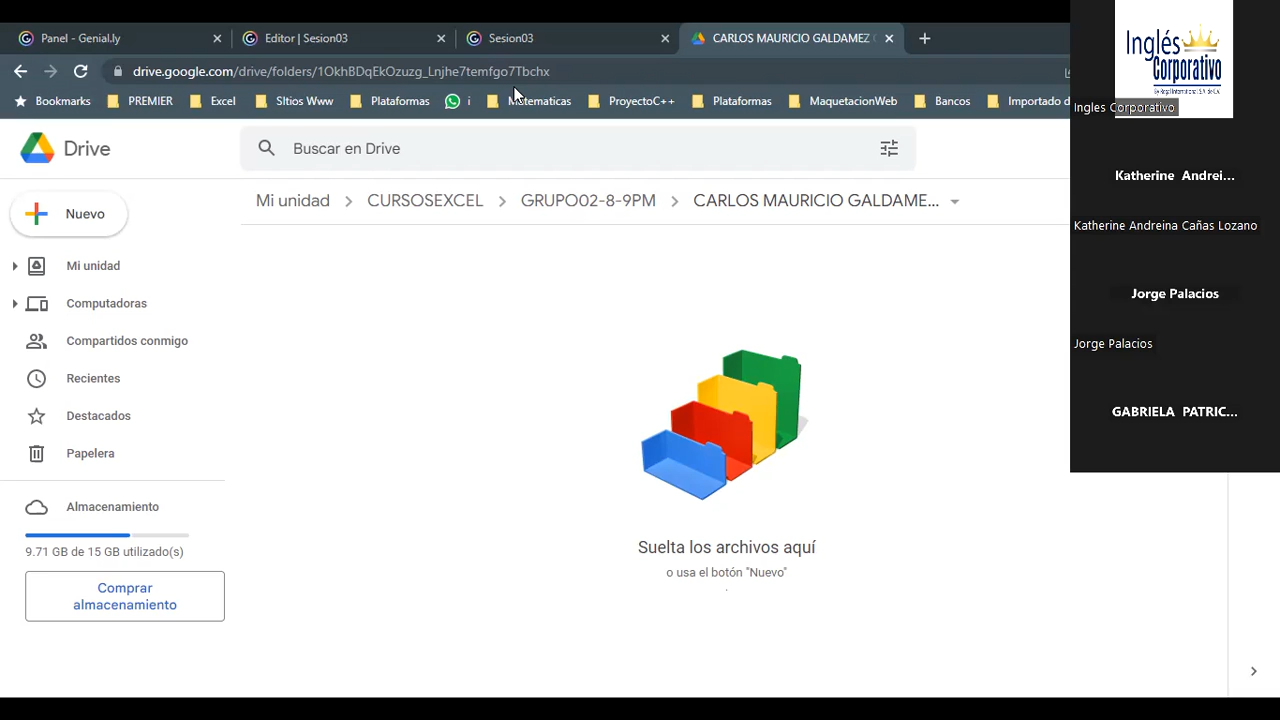 Panel - Genial.ly
Editor | Sesion03
Sesion03
CARLOS MAURICIO GALDAMEZ
drive.google.com/drive/folders/1OkhBDqEkOzuzg_Lnjhe7temfgo7Tbchx
Bookmarks
PREMIER
Excel
SItios Www
Plataformas
i
Matematicas
ProyectoC++
Plataformas
MaquetacionWeb
Bancos
Importado d
Drive
Buscar en Drive
Nuevo
Mi unidad
CURSOSEXCEL
GRUPO02-8-9PM
CARLOS MAURICIO GALDAME...
Mi unidad
Computadoras
Compartidos conmigo
Recientes
Destacados
Papelera
Almacenamiento
9.71 GB de 15 GB utilizado(s)
Comprar
almacenamiento
Suelta los archivos aquí
o usa el botón "Nuevo"
.
Inglés
Corporativo
Ingles Corporativo
Katherine Andrei...
Katherine Andreina Cañas Lozano
Jorge Palacios
Jorge Palacios
GABRIELA PATRIC...